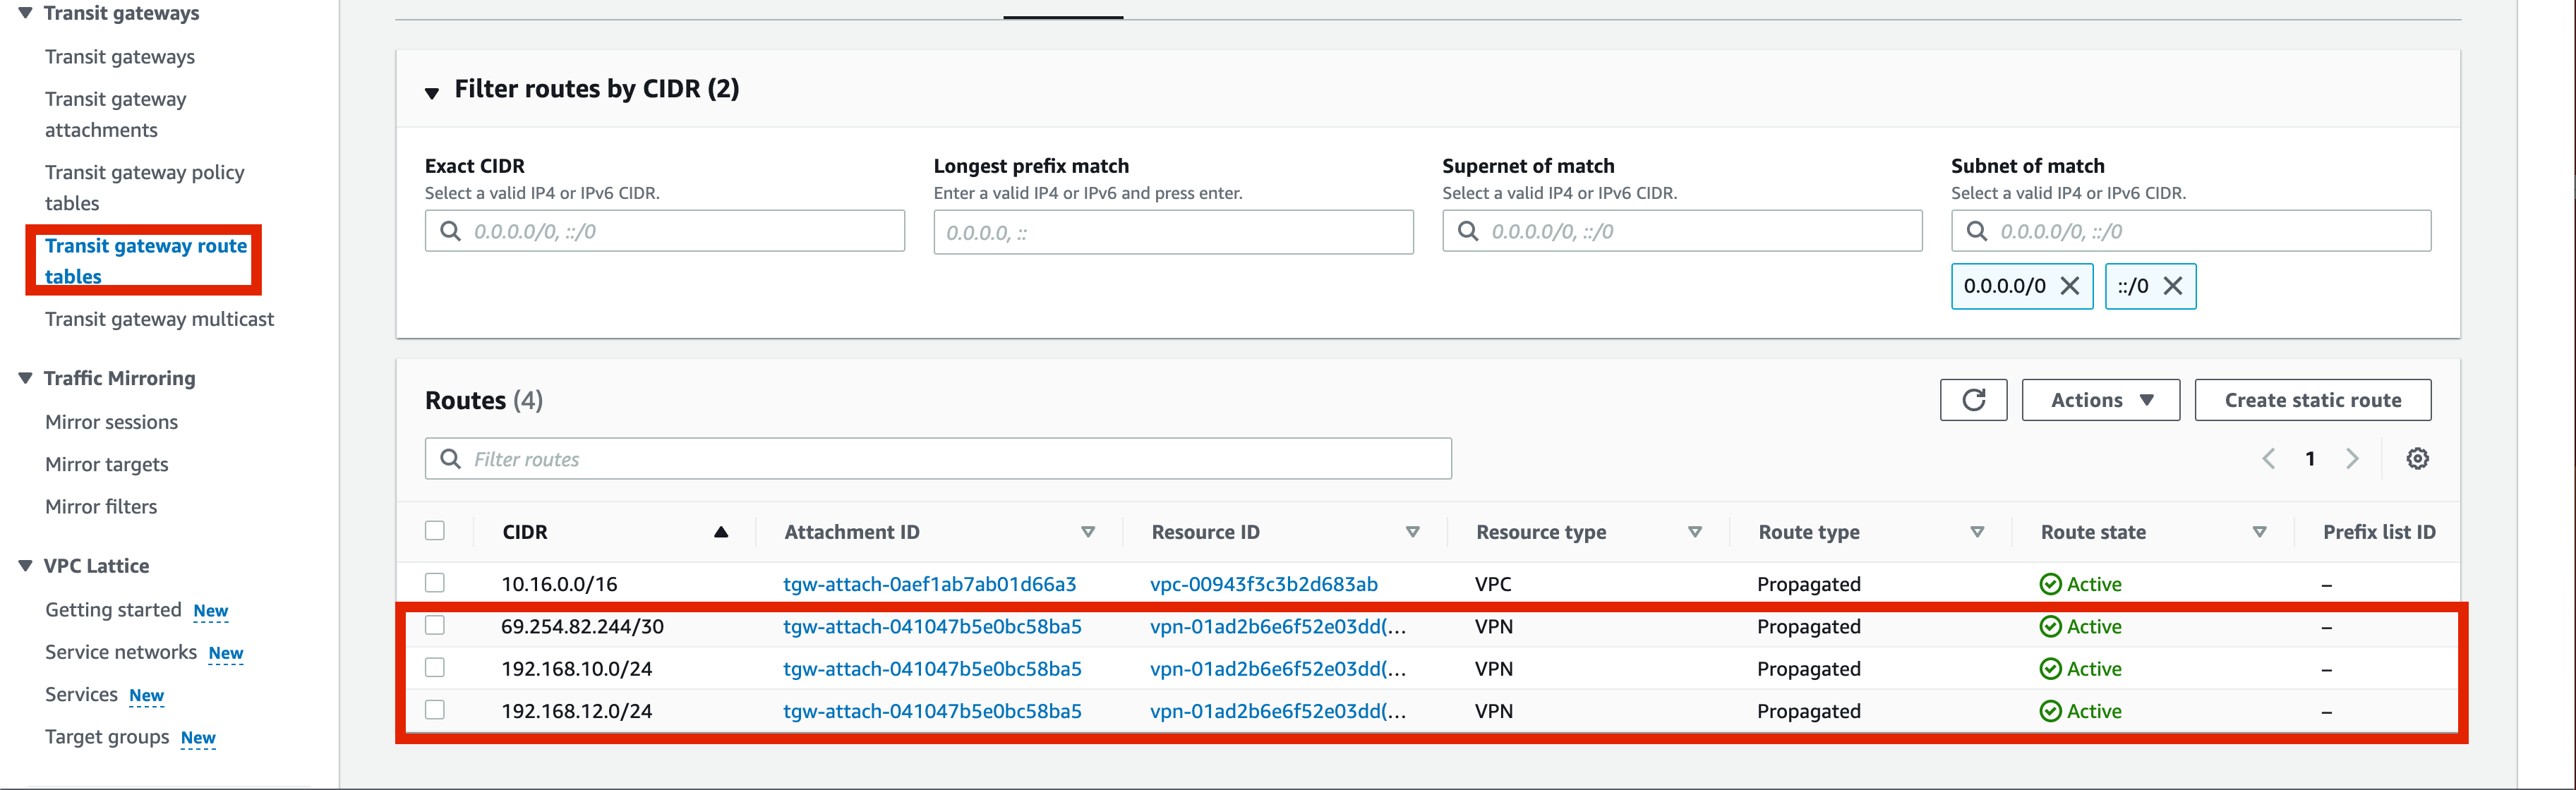 Transit gateways
Transit gateways
Transit gateway
attachments
Transit gateway policy
tables
Transit gateway route
tables
Transit gateway multicast
Traffic Mirroring
Mirror sessions
Mirror targets
Mirror filters
VPC Lattice
Getting started New
Service networks New
Services New
Target groups New
Filter routes by CIDR (2)
Exact CIDR
Select a valid IP4 or IPv6 CIDR.
0.0.0.0/0, ::/0
Longest prefix match
Enter a valid IP4 or IPv6 and press enter.
0.0.0.0, ::
Supernet of match
Select a valid IP4 or IPv6 CIDR.
0.0.0.0/0, ::/0
Subnet of match
Select a valid IP4 or IPv6 CIDR.
0.0.0.0/0, ::/0
0.0.0.0/0 ::/0
Routes (4)
Actions
Create static route
Filter routes
1
CIDR Attachment ID Resource ID Resource type Route type Route state Prefix list ID
10.16.0.0/16 tgw-attach-0aef1ab7ab01d66a3 vpc-00943f3c3b2d683ab VPC Propagated Active –
69.254.82.244/30 tgw-attach-041047b5e0bc58ba5 vpn-01ad2b6e6f52e03dd(... VPN Propagated Active –
192.168.10.0/24 tgw-attach-041047b5e0bc58ba5 vpn-01ad2b6e6f52e03dd(... VPN Propagated Active –
192.168.12.0/24 tgw-attach-041047b5e0bc58ba5 vpn-01ad2b6e6f52e03dd(... VPN Propagated Active –